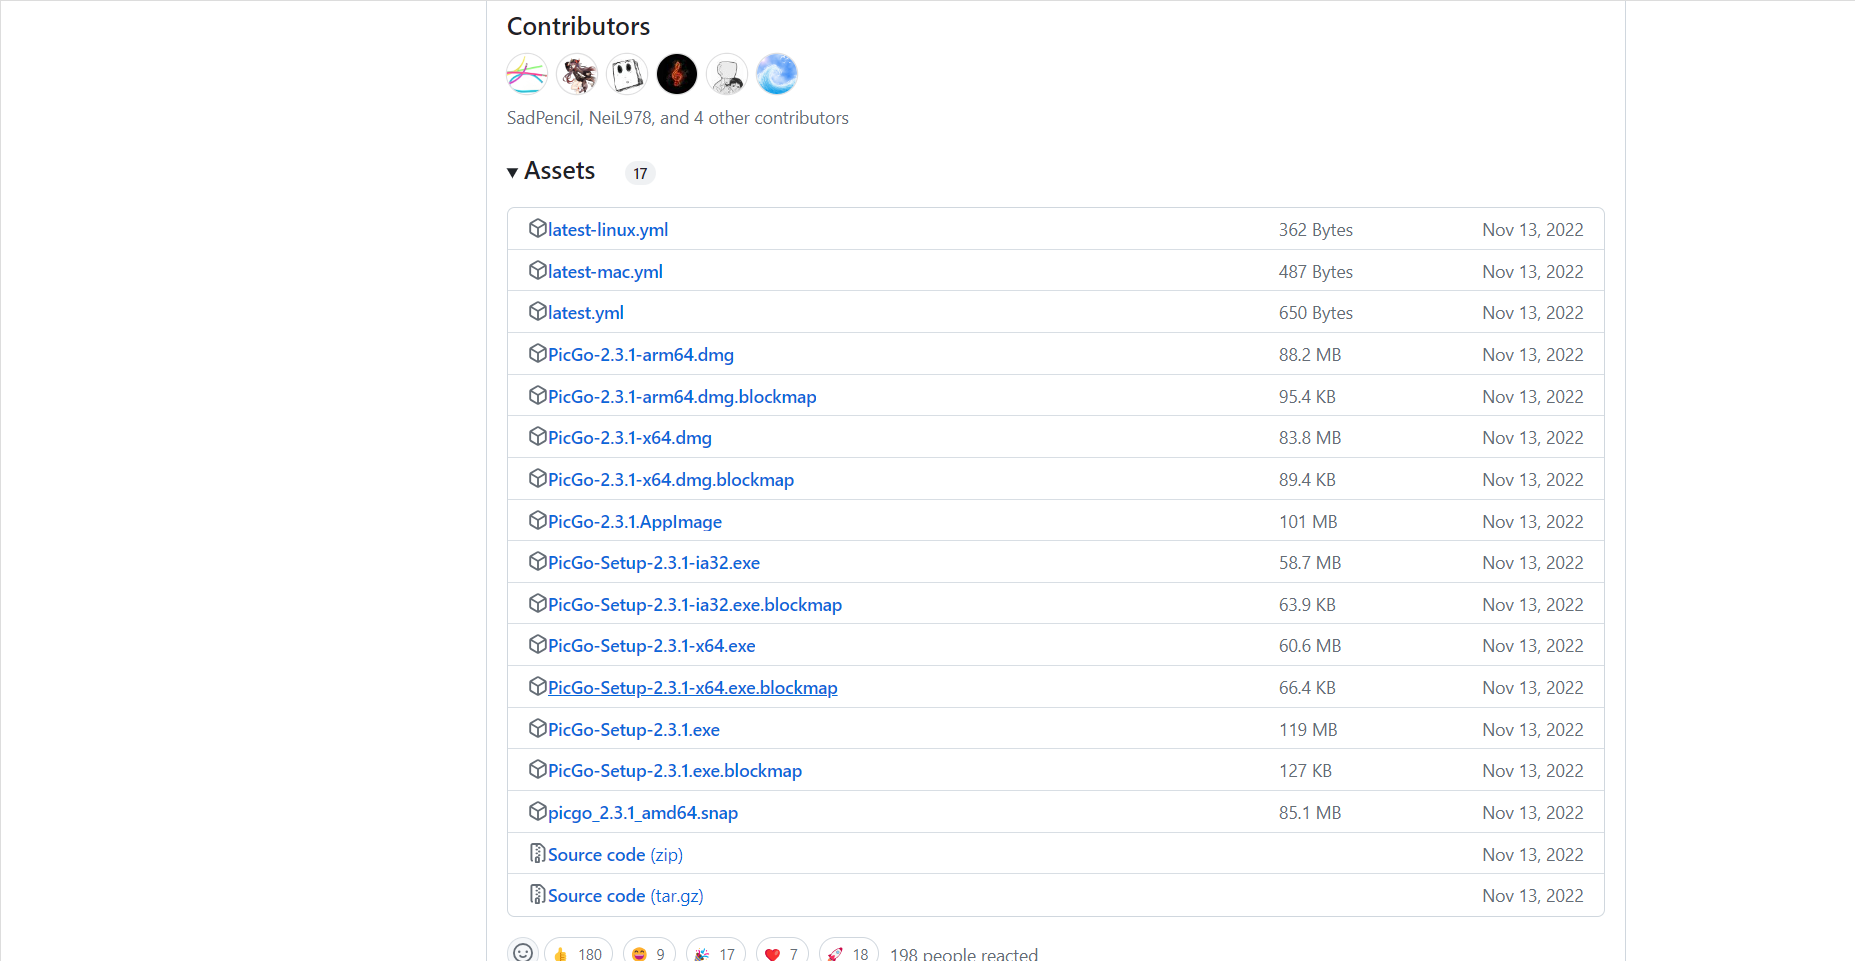 Contributors
SadPencil, NeiL978, and 4 other contributors
Assets 17
latest-linux.yml 362 Bytes Nov 13, 2022
latest-mac.yml 487 Bytes Nov 13, 2022
latest.yml 650 Bytes Nov 13, 2022
PicGo-2.3.1-arm64.dmg 88.2 MB Nov 13, 2022
PicGo-2.3.1-arm64.dmg.blockmap 95.4 KB Nov 13, 2022
PicGo-2.3.1-x64.dmg 83.8 MB Nov 13, 2022
PicGo-2.3.1-x64.dmg.blockmap 89.4 KB Nov 13, 2022
PicGo-2.3.1.AppImage 101 MB Nov 13, 2022
PicGo-Setup-2.3.1-ia32.exe 58.7 MB Nov 13, 2022
PicGo-Setup-2.3.1-ia32.exe.blockmap 63.9 KB Nov 13, 2022
PicGo-Setup-2.3.1-x64.exe 60.6 MB Nov 13, 2022
PicGo-Setup-2.3.1-x64.exe.blockmap 66.4 KB Nov 13, 2022
PicGo-Setup-2.3.1.exe 119 MB Nov 13, 2022
PicGo-Setup-2.3.1.exe.blockmap 127 KB Nov 13, 2022
picgo_2.3.1_amd64.snap 85.1 MB Nov 13, 2022
Source code (zip) Nov 13, 2022
Source code (tar.gz) Nov 13, 2022
180 9 17 7 18 198 people reacted